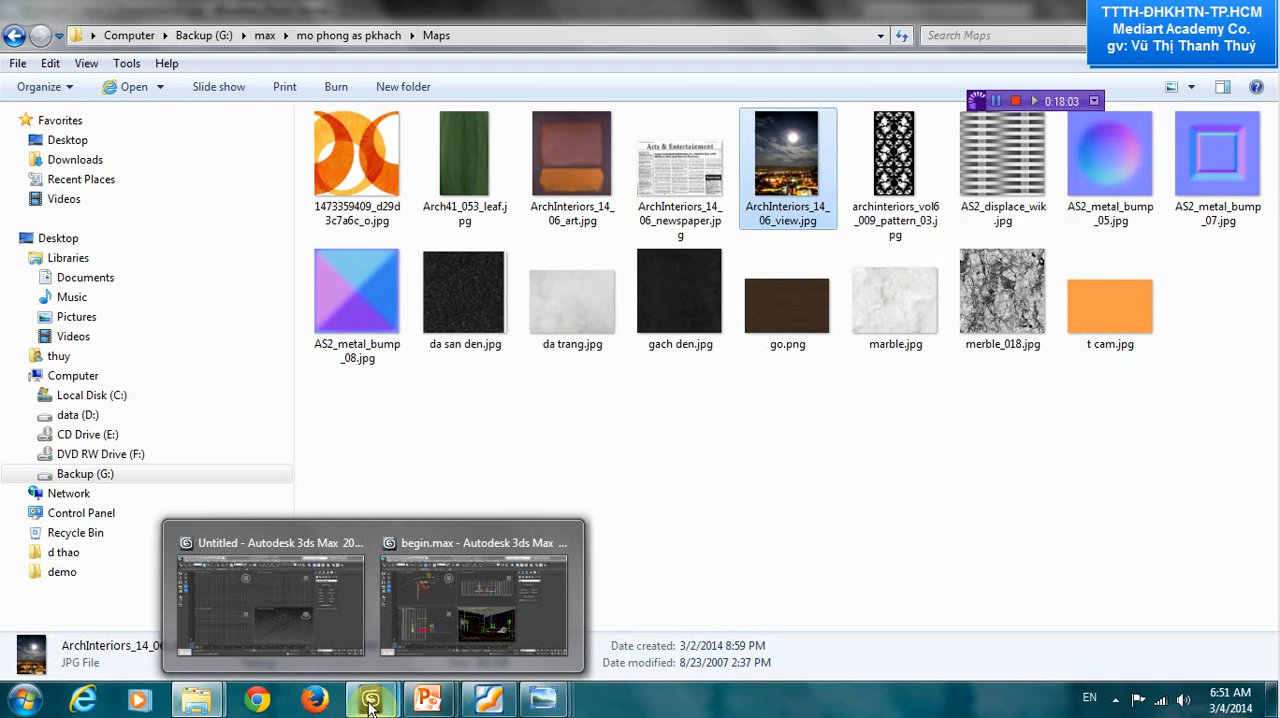 TTTH-ĐHKHTN-TP.HCM
Mediart Academy Co.
gv: Vũ Thị Thanh Thuý
Computer
Backup (G:)
max
mo phong as pkhach
Maps
Search Maps
File
Edit
View
Tools
Help
Organize
Open
Slide show
Print
Burn
New folder
0:18:03
Favorites
Desktop
Downloads
Recent Places
Videos
Desktop
Libraries
Documents
Music
Pictures
Videos
thuy
Computer
Local Disk (C:)
data (D:)
CD Drive (E:)
DVD RW Drive (F:)
Backup (G:)
Network
Control Panel
Recycle Bin
d thao
demo
Arts & Entertainment
1473359409_d29d
3c7a6c_o.jpg
Arch41_053_leaf.j
pg
ArchInteriors_14_
06_art.jpg
ArchInteriors_14_
06_newspaper.jp
g
ArchInteriors_14_
06_view.jpg
archinteriors_vol6
_009_pattern_03.j
pg
AS2_displace_wik
.jpg
AS2_metal_bump
_05.jpg
AS2_metal_bump
_07.jpg
AS2_metal_bump
_08.jpg
da san den.jpg
da trang.jpg
gach den.jpg
go.png
marble.jpg
merble_018.jpg
t cam.jpg
Untitled - Autodesk 3ds Max 20...
begin.max - Autodesk 3ds Max ...
ArchInteriors_14_0
JPG File
Date created: 3/2/2014 8:59 PM
Date modified: 8/23/2007 2:37 PM
EN
6:51 AM
3/4/2014